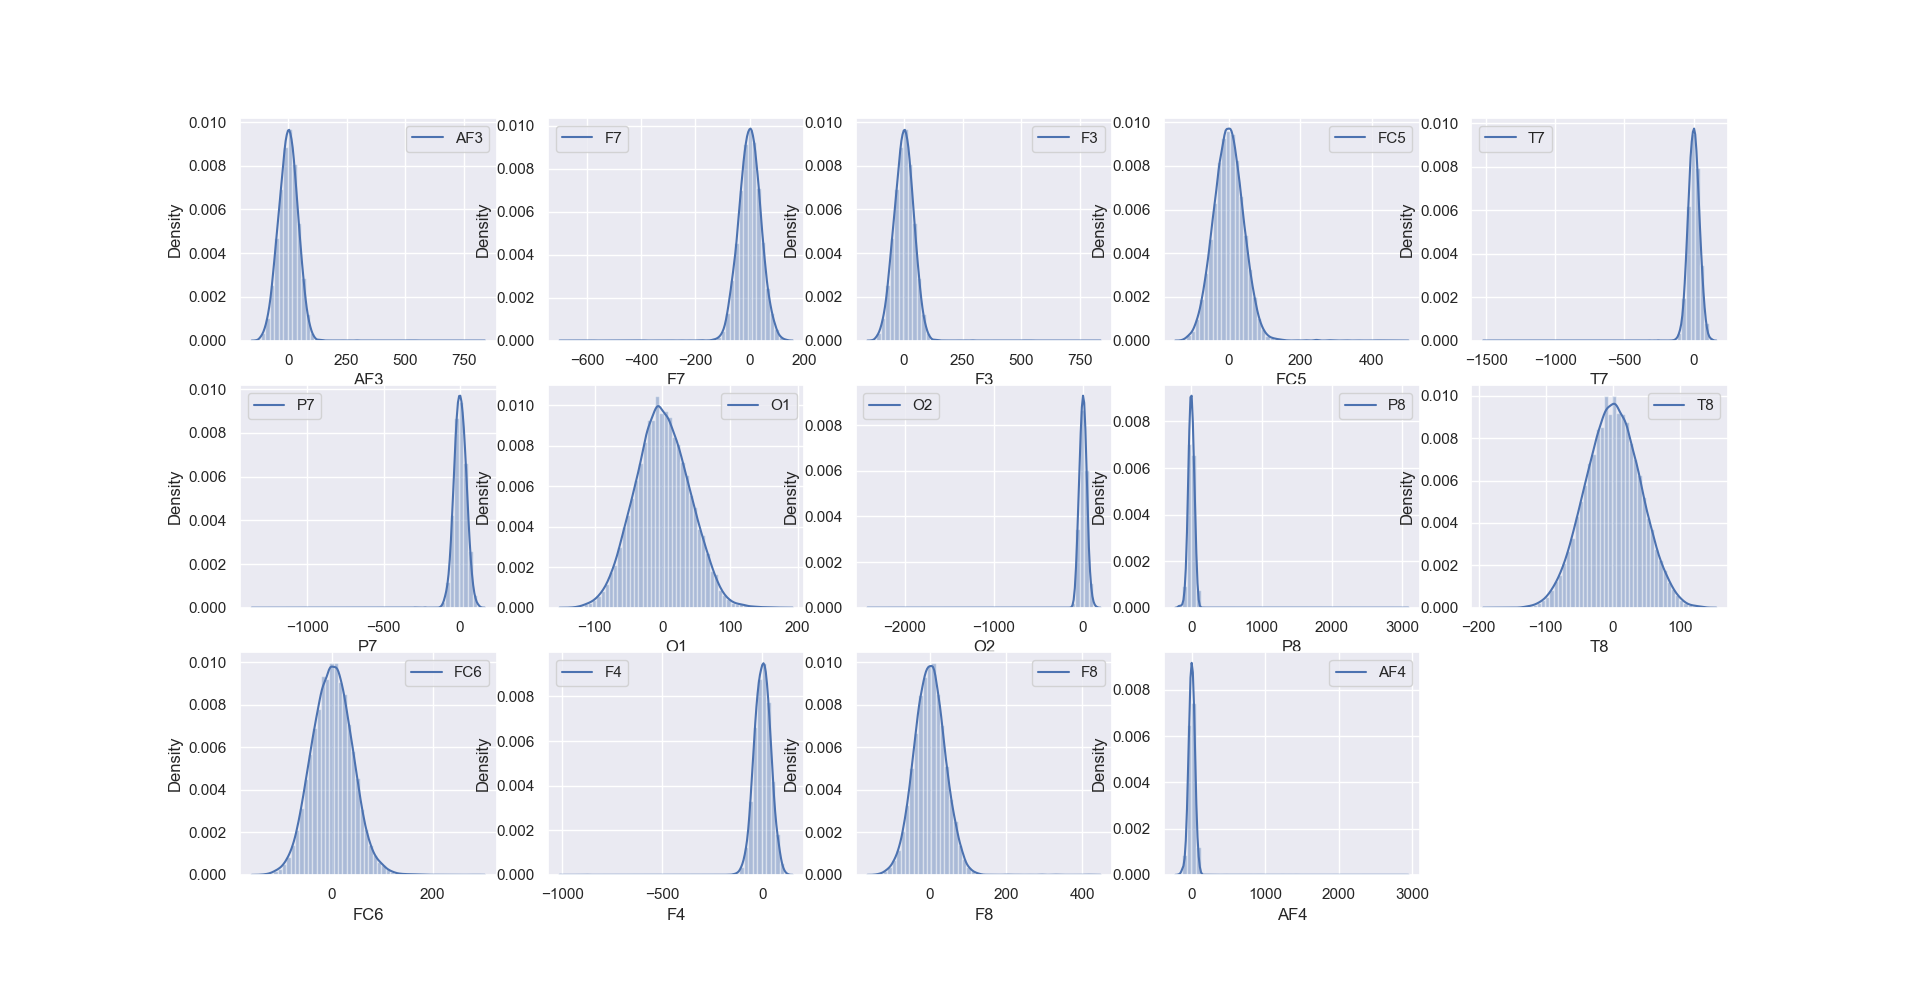 0.010
0.008
0.006
0.004
0.002
0.000
Density
AF3
0 250 500 750
AF3
0.010
0.008
0.006
0.004
0.002
0.000
Density
F7
−600 −400 −200 0 200
F7
0.010
0.008
0.006
0.004
0.002
0.000
Density
F3
0 250 500 750
F3
0.010
0.008
0.006
0.004
0.002
0.000
Density
FC5
0 200 400
FC5
0.010
0.008
0.006
0.004
0.002
0.000
Density
T7
−1500 −1000 −500 0
T7
0.010
0.008
0.006
0.004
0.002
0.000
Density
P7
−1000 −500 0
P7
0.010
0.008
0.006
0.004
0.002
0.000
Density
O1
−100 0 100 200
O1
0.008
0.006
0.004
0.002
0.000
Density
O2
−2000 −1000 0
O2
0.008
0.006
0.004
0.002
0.000
Density
P8
0 1000 2000 3000
P8
0.010
0.008
0.006
0.004
0.002
0.000
Density
T8
−200 −100 0 100
T8
0.010
0.008
0.006
0.004
0.002
0.000
Density
FC6
0 200
FC6
0.008
0.006
0.004
0.002
0.000
Density
F4
−1000 −500 0
F4
0.010
0.008
0.006
0.004
0.002
0.000
Density
F8
0 200 400
F8
0.008
0.006
0.004
0.002
0.000
Density
AF4
0 1000 2000 3000
AF4